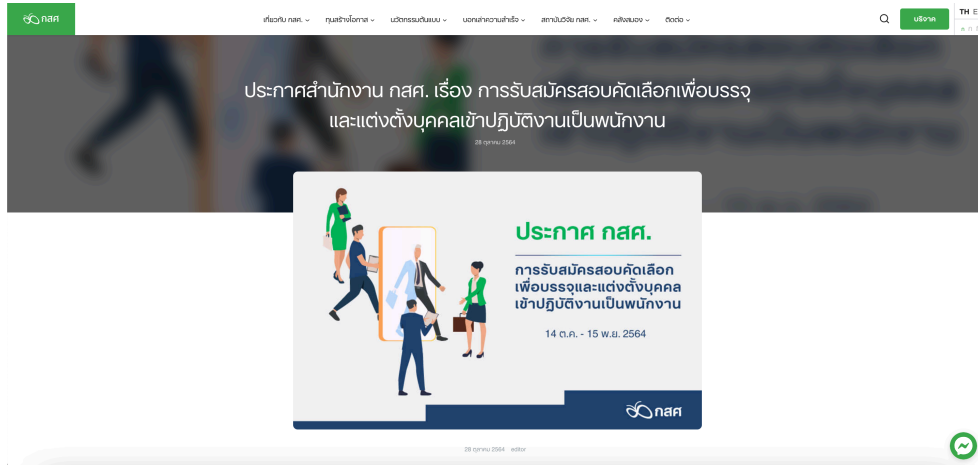 กสศ
เกี่ยวกับ กสศ.
ทุนสร้างโอกาส
นวัตกรรมต้นแบบ
บอกเล่าความสำเร็จ
สถาบันวิจัย กสศ.
คลังสมอง
ติดต่อ
บริจาค
TH E
ประกาศสำนักงาน กสศ. เรื่อง การรับสมัครสอบคัดเลือกเพื่อบรรจุ
และแต่งตั้งบุคคลเข้าปฏิบัติงานเป็นพนักงาน
28 ตุลาคม 2564
ประกาศ กสศ.
การรับสมัครสอบคัดเลือก
เพื่อบรรจุและแต่งตั้งบุคคล
เข้าปฏิบัติงานเป็นพนักงาน
14 ต.ค. - 15 พ.ย. 2564
กสศ
28 ตุลาคม 2564 editor